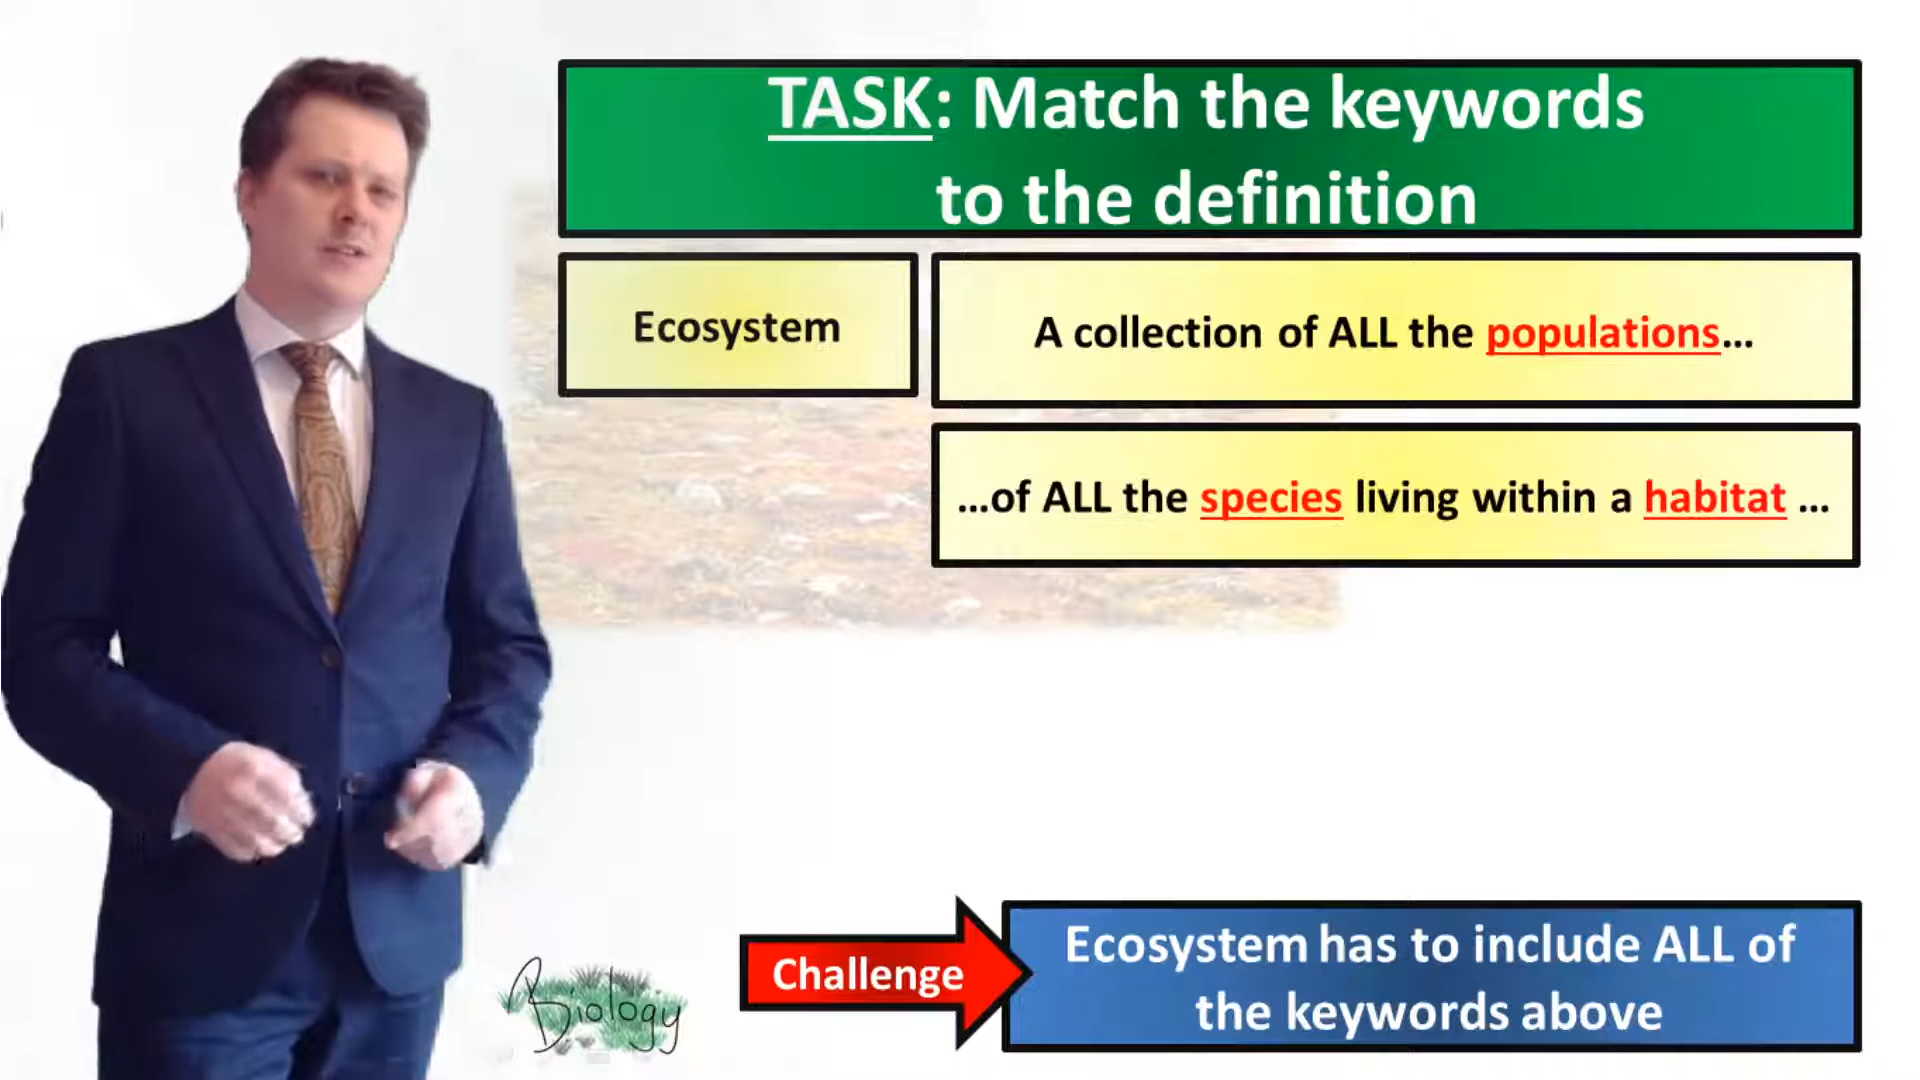 TASK: Match the keywords
to the definition
Ecosystem
A collection of ALL the populations...
...of ALL the species living within a habitat ...
Challenge
Ecosystem has to include ALL of
the keywords above
Biology